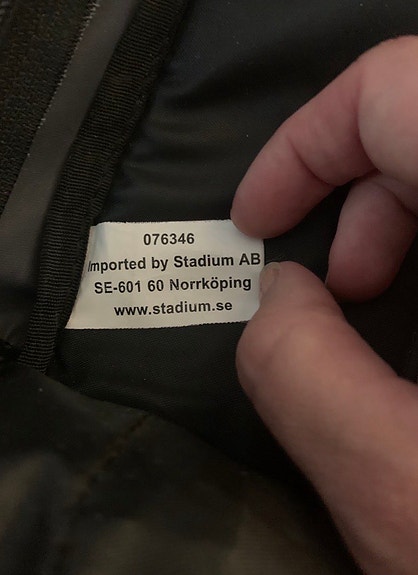 076346
Imported by Stadium AB
SE-601 60 Norrköping
www.stadium.se